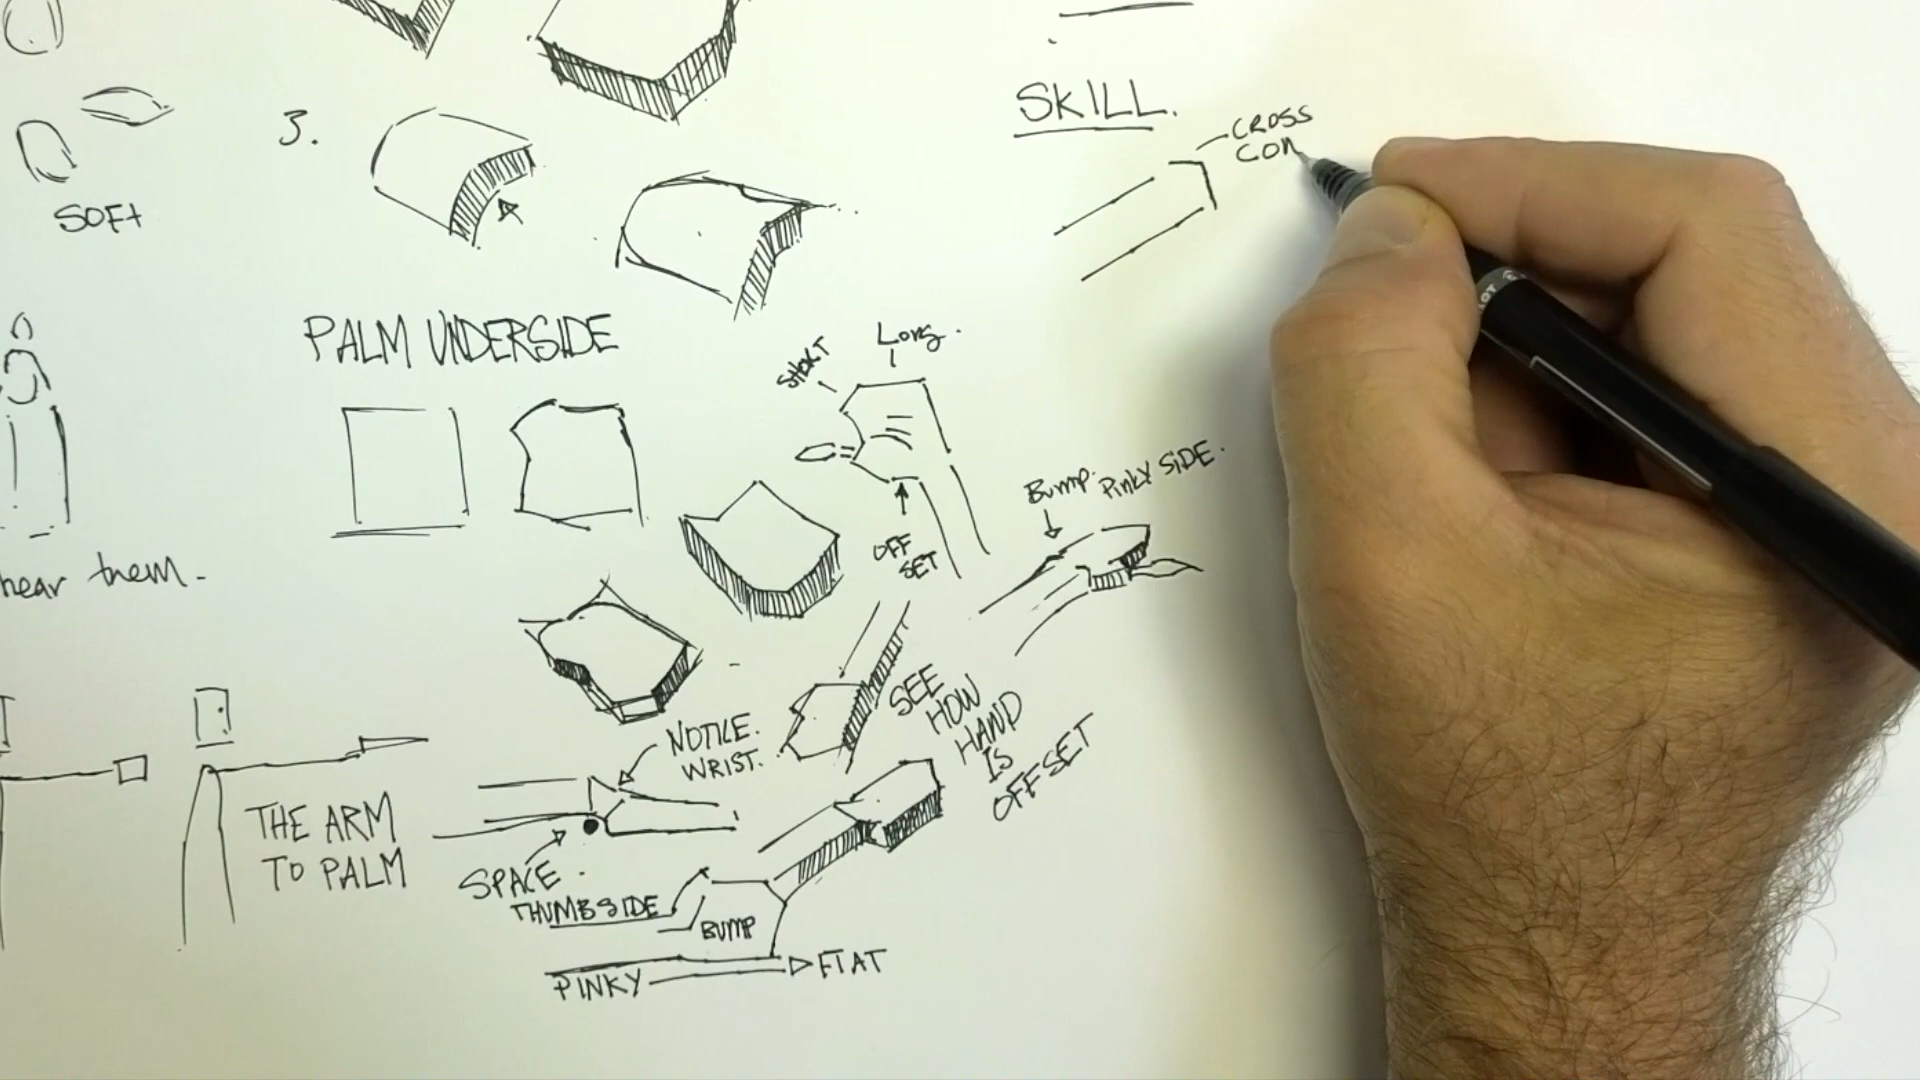 SKILL.
CROSS
CON
3.
SOFT
PALM UNDERSIDE
SHORT
Long.
OFF
SET
Bump.
PINKY SIDE.
hear them.
SEE
HOW
HAND
IS
OFFSET
NOTICE.
WRIST.
THE ARM
TO PALM
SPACE.
THUMBSIDE
BUMP
PINKY
FLAT